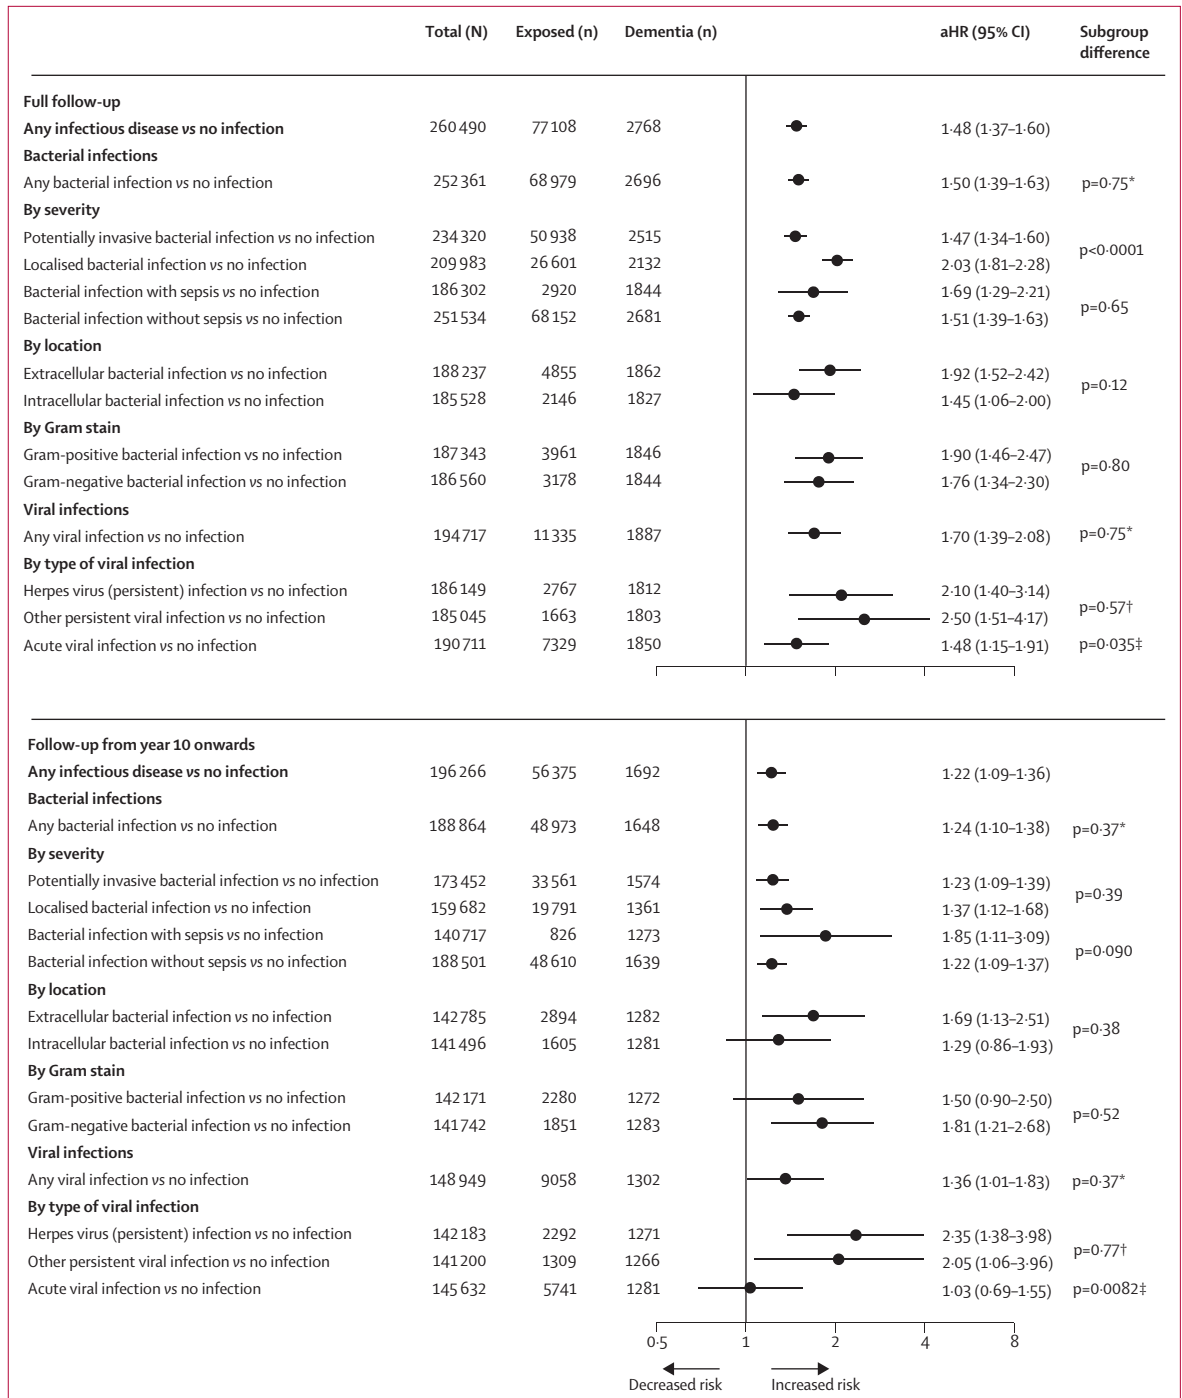 Total (N) Exposed (n) Dementia (n) aHR (95% CI) Subgroup
difference
Full follow-up
Any infectious disease vs no infection 260 490 77 108 2768 1·48 (1·37–1·60)
Bacterial infections
Any bacterial infection vs no infection 252 361 68 979 2696 1·50 (1·39–1·63) p=0·75*
By severity
Potentially invasive bacterial infection vs no infection 234 320 50 938 2515 1·47 (1·34–1·60)
p<0·0001
Localised bacterial infection vs no infection 209 983 26 601 2132 2·03 (1·81–2·28)
Bacterial infection with sepsis vs no infection 186 302 2920 1844 1·69 (1·29–2·21)
p=0·65
Bacterial infection without sepsis vs no infection 251 534 68 152 2681 1·51 (1·39–1·63)
By location
Extracellular bacterial infection vs no infection 188 237 4855 1862 1·92 (1·52–2·42)
p=0·12
Intracellular bacterial infection vs no infection 185 528 2146 1827 1·45 (1·06–2·00)
By Gram stain
Gram-positive bacterial infection vs no infection 187 343 3961 1846 1·90 (1·46–2·47)
p=0·80
Gram-negative bacterial infection vs no infection 186 560 3178 1844 1·76 (1·34–2·30)
Viral infections
Any viral infection vs no infection 194 717 11 335 1887 1·70 (1·39–2·08) p=0·75*
By type of viral infection
Herpes virus (persistent) infection vs no infection 186 149 2767 1812 2·10 (1·40–3·14)
p=0·57†
Other persistent viral infection vs no infection 185 045 1663 1803 2·50 (1·51–4·17)
Acute viral infection vs no infection 190 711 7329 1850 1·48 (1·15–1·91) p=0·035‡
Follow-up from year 10 onwards
Any infectious disease vs no infection 196 266 56 375 1692 1·22 (1·09–1·36)
Bacterial infections
Any bacterial infection vs no infection 188 864 48 973 1648 1·24 (1·10–1·38) p=0·37*
By severity
Potentially invasive bacterial infection vs no infection 173 452 33 561 1574 1·23 (1·09–1·39)
p=0·39
Localised bacterial infection vs no infection 159 682 19 791 1361 1·37 (1·12–1·68)
Bacterial infection with sepsis vs no infection 140 717 826 1273 1·85 (1·11–3·09)
p=0·090
Bacterial infection without sepsis vs no infection 188 501 48 610 1639 1·22 (1·09–1·37)
By location
Extracellular bacterial infection vs no infection 142 785 2894 1282 1·69 (1·13–2·51)
p=0·38
Intracellular bacterial infection vs no infection 141 496 1605 1281 1·29 (0·86–1·93)
By Gram stain
Gram-positive bacterial infection vs no infection 142 171 2280 1272 1·50 (0·90–2·50)
p=0·52
Gram-negative bacterial infection vs no infection 141 742 1851 1283 1·81 (1·21–2·68)
Viral infections
Any viral infection vs no infection 148 949 9058 1302 1·36 (1·01–1·83) p=0·37*
By type of viral infection
Herpes virus (persistent) infection vs no infection 142 183 2292 1271 2·35 (1·38–3·98)
p=0·77†
Other persistent viral infection vs no infection 141 200 1309 1266 2·05 (1·06–3·96)
Acute viral infection vs no infection 145 632 5741 1281 1·03 (0·69–1·55) p=0·0082‡
0·5 1 2 4 8
Decreased risk Increased risk